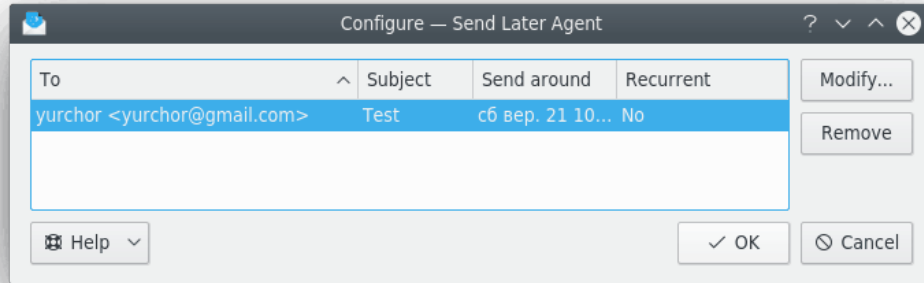 Configure — Send Later Agent
To Subject Send around Recurrent
yurchor <yurchor@gmail.com> Test сб вер. 21 10... No
Modify...
Remove
Help
OK
Cancel